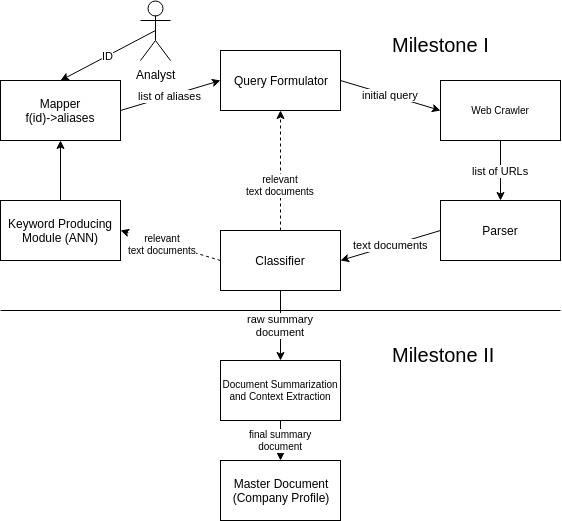 Milestone I
ID
Analyst
Mapper
f(id)->aliases
list of aliases
Query Formulator
initial query
Web Crawler
list of URLs
relevant
text documents
Keyword Producing
Module (ANN)
relevant
text documents
Classifier
text documents
Parser
raw summary
document
Milestone II
Document Summarization
and Context Extraction
final summary
document
Master Document
(Company Profile)